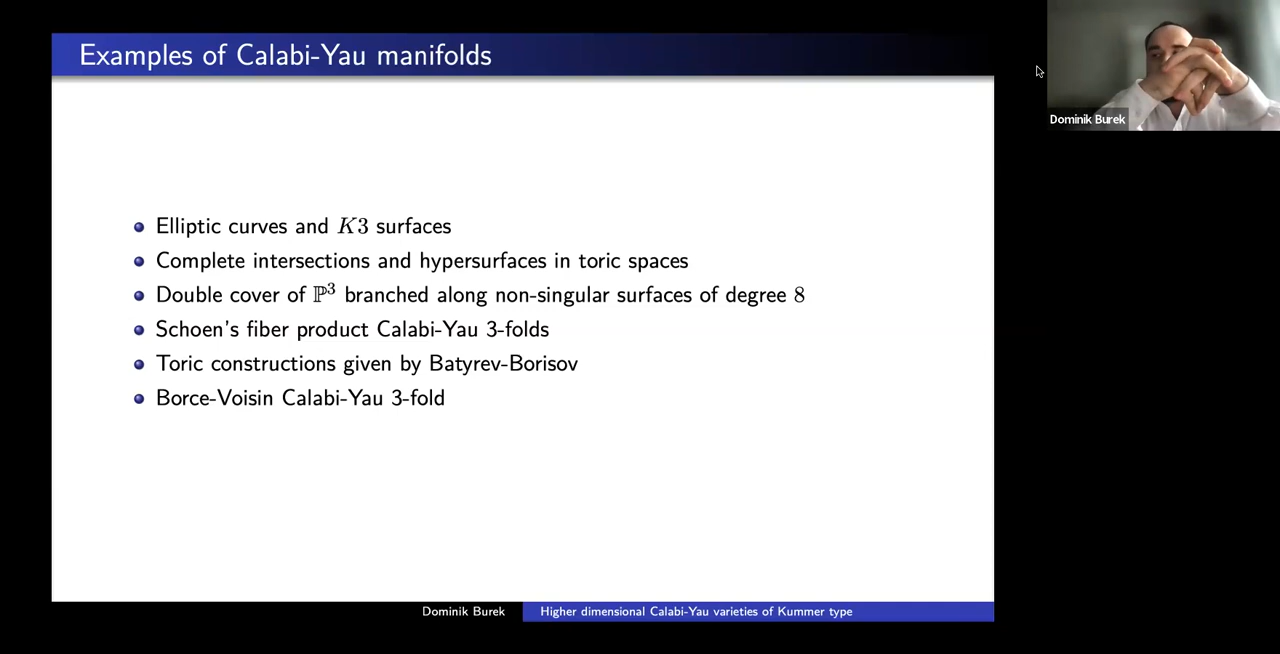 Examples of Calabi-Yau manifolds
Dominik Burek
Elliptic curves and K3 surfaces
Complete intersections and hypersurfaces in toric spaces
Double cover of ℙ³ branched along non-singular surfaces of degree 8
Schoen's fiber product Calabi-Yau 3-folds
Toric constructions given by Batyrev-Borisov
Borce-Voisin Calabi-Yau 3-fold
Dominik Burek
Higher dimensional Calabi-Yau varieties of Kummer type